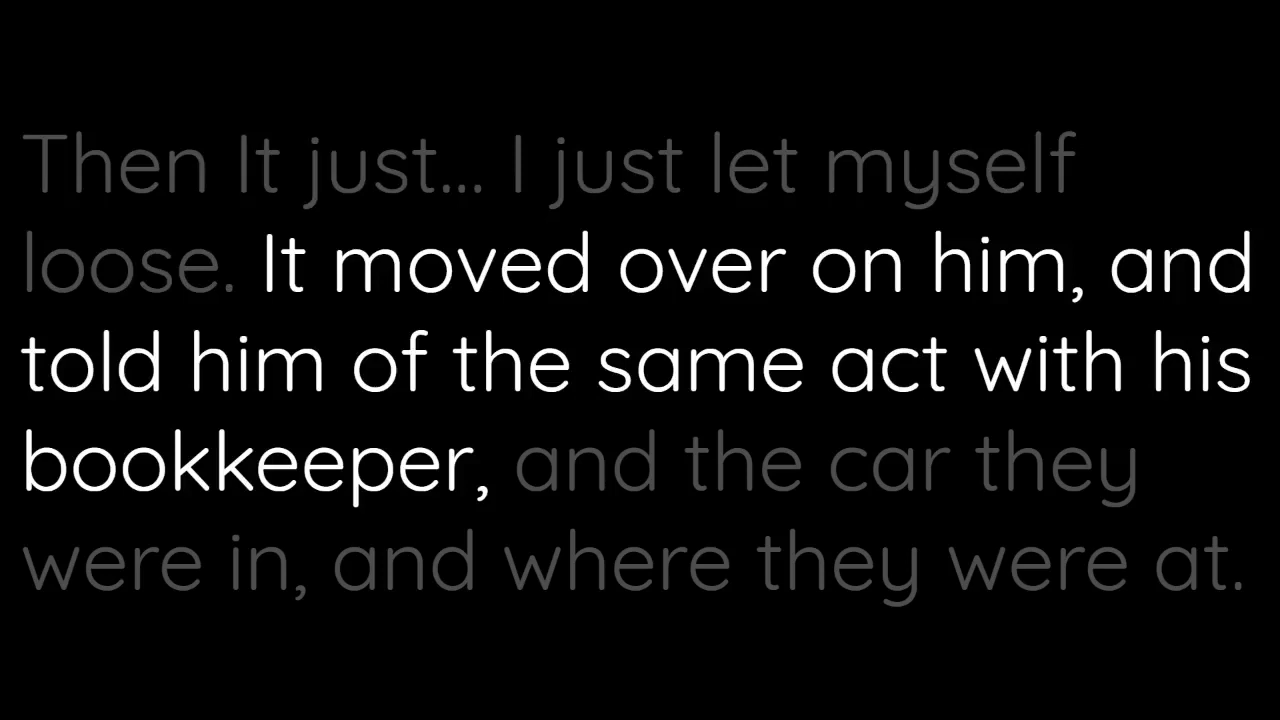 Then It just... I just let myself
loose. It moved over on him, and
told him of the same act with his
bookkeeper, and the car they
were in, and where they were at.